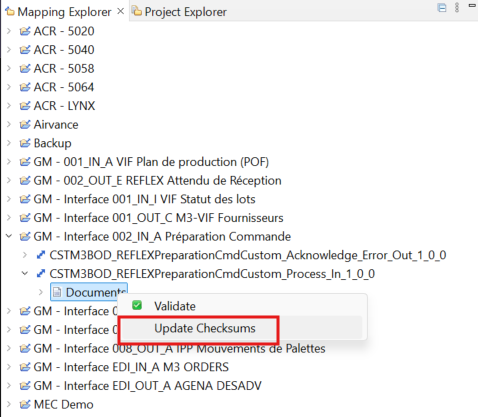 Mapping Explorer × Project Explorer
ACR - 5020
ACR - 5040
ACR - 5058
ACR - 5064
ACR - LYNX
Airvance
Backup
GM - 001_IN_A VIF Plan de production (POF)
GM - 002_OUT_E REFLEX Attendu de Réception
GM - Interface 001_IN_I VIF Statut des lots
GM - Interface 001_OUT_C M3-VIF Fournisseurs
GM - Interface 002_IN_A Préparation Commande
CSTM3BOD_REFLEXPreparationCmdCustom_Acknowledge_Error_Out_1_0_0
CSTM3BOD_REFLEXPreparationCmdCustom_Process_In_1_0_0
Documents
Validate
GM - Interface 0
Update Checksums
GM - Interface 0
GM - Interface 008_OUT_A IPP Mouvements de Palettes
GM - Interface EDI_IN_A M3 ORDERS
GM - Interface EDI_OUT_A AGENA DESADV
MEC Demo